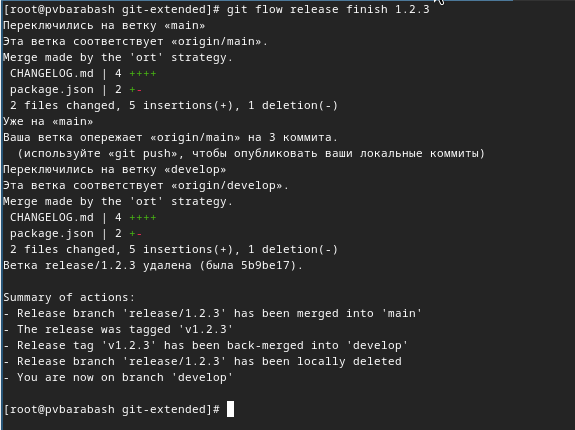 [root@pvbarabash git-extended]# git flow release finish 1.2.3
Переключились на ветку «main»
Эта ветка соответствует «origin/main».
Merge made by the 'ort' strategy.
 CHANGELOG.md | 4 ++++
 package.json | 2 +-
 2 files changed, 5 insertions(+), 1 deletion(-)
Уже на «main»
Ваша ветка опережает «origin/main» на 3 коммита.
  (используйте «git push», чтобы опубликовать ваши локальные коммиты)
Переключились на ветку «develop»
Эта ветка соответствует «origin/develop».
Merge made by the 'ort' strategy.
 CHANGELOG.md | 4 ++++
 package.json | 2 +-
 2 files changed, 5 insertions(+), 1 deletion(-)
Ветка release/1.2.3 удалена (была 5b9be17).

Summary of actions:
- Release branch 'release/1.2.3' has been merged into 'main'
- The release was tagged 'v1.2.3'
- Release tag 'v1.2.3' has been back-merged into 'develop'
- Release branch 'release/1.2.3' has been locally deleted
- You are now on branch 'develop'

[root@pvbarabash git-extended]#